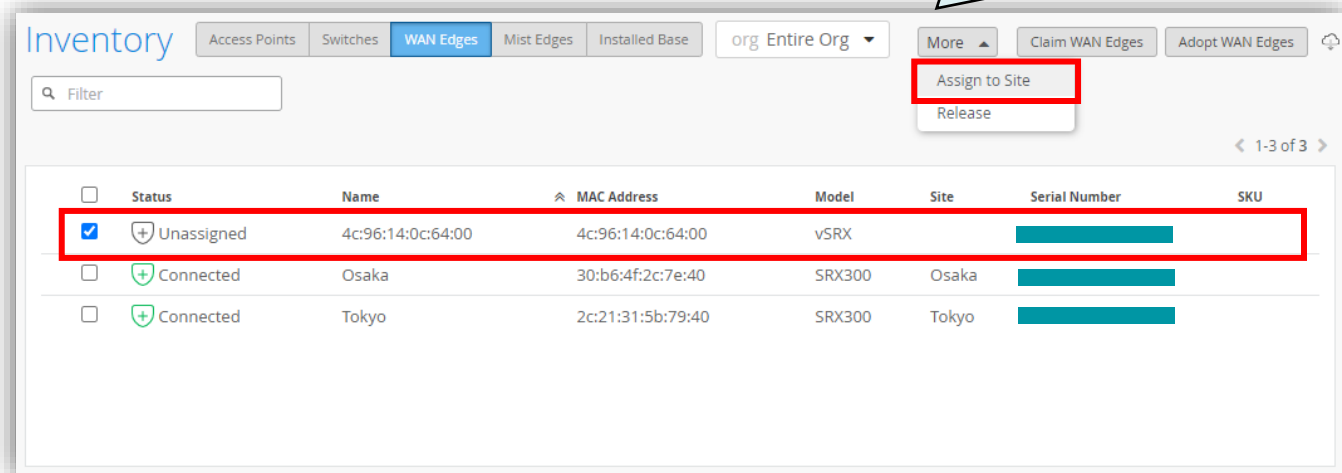 Inventory Access Points Switches WAN Edges Mist Edges Installed Base org Entire Org More Claim WAN Edges Adopt WAN Edges
Filter
Assign to Site
Release
1-3 of 3
Status Name MAC Address Model Site Serial Number SKU
Unassigned 4c:96:14:0c:64:00 4c:96:14:0c:64:00 vSRX
Connected Osaka 30:b6:4f:2c:7e:40 SRX300 Osaka
Connected Tokyo 2c:21:31:5b:79:40 SRX300 Tokyo